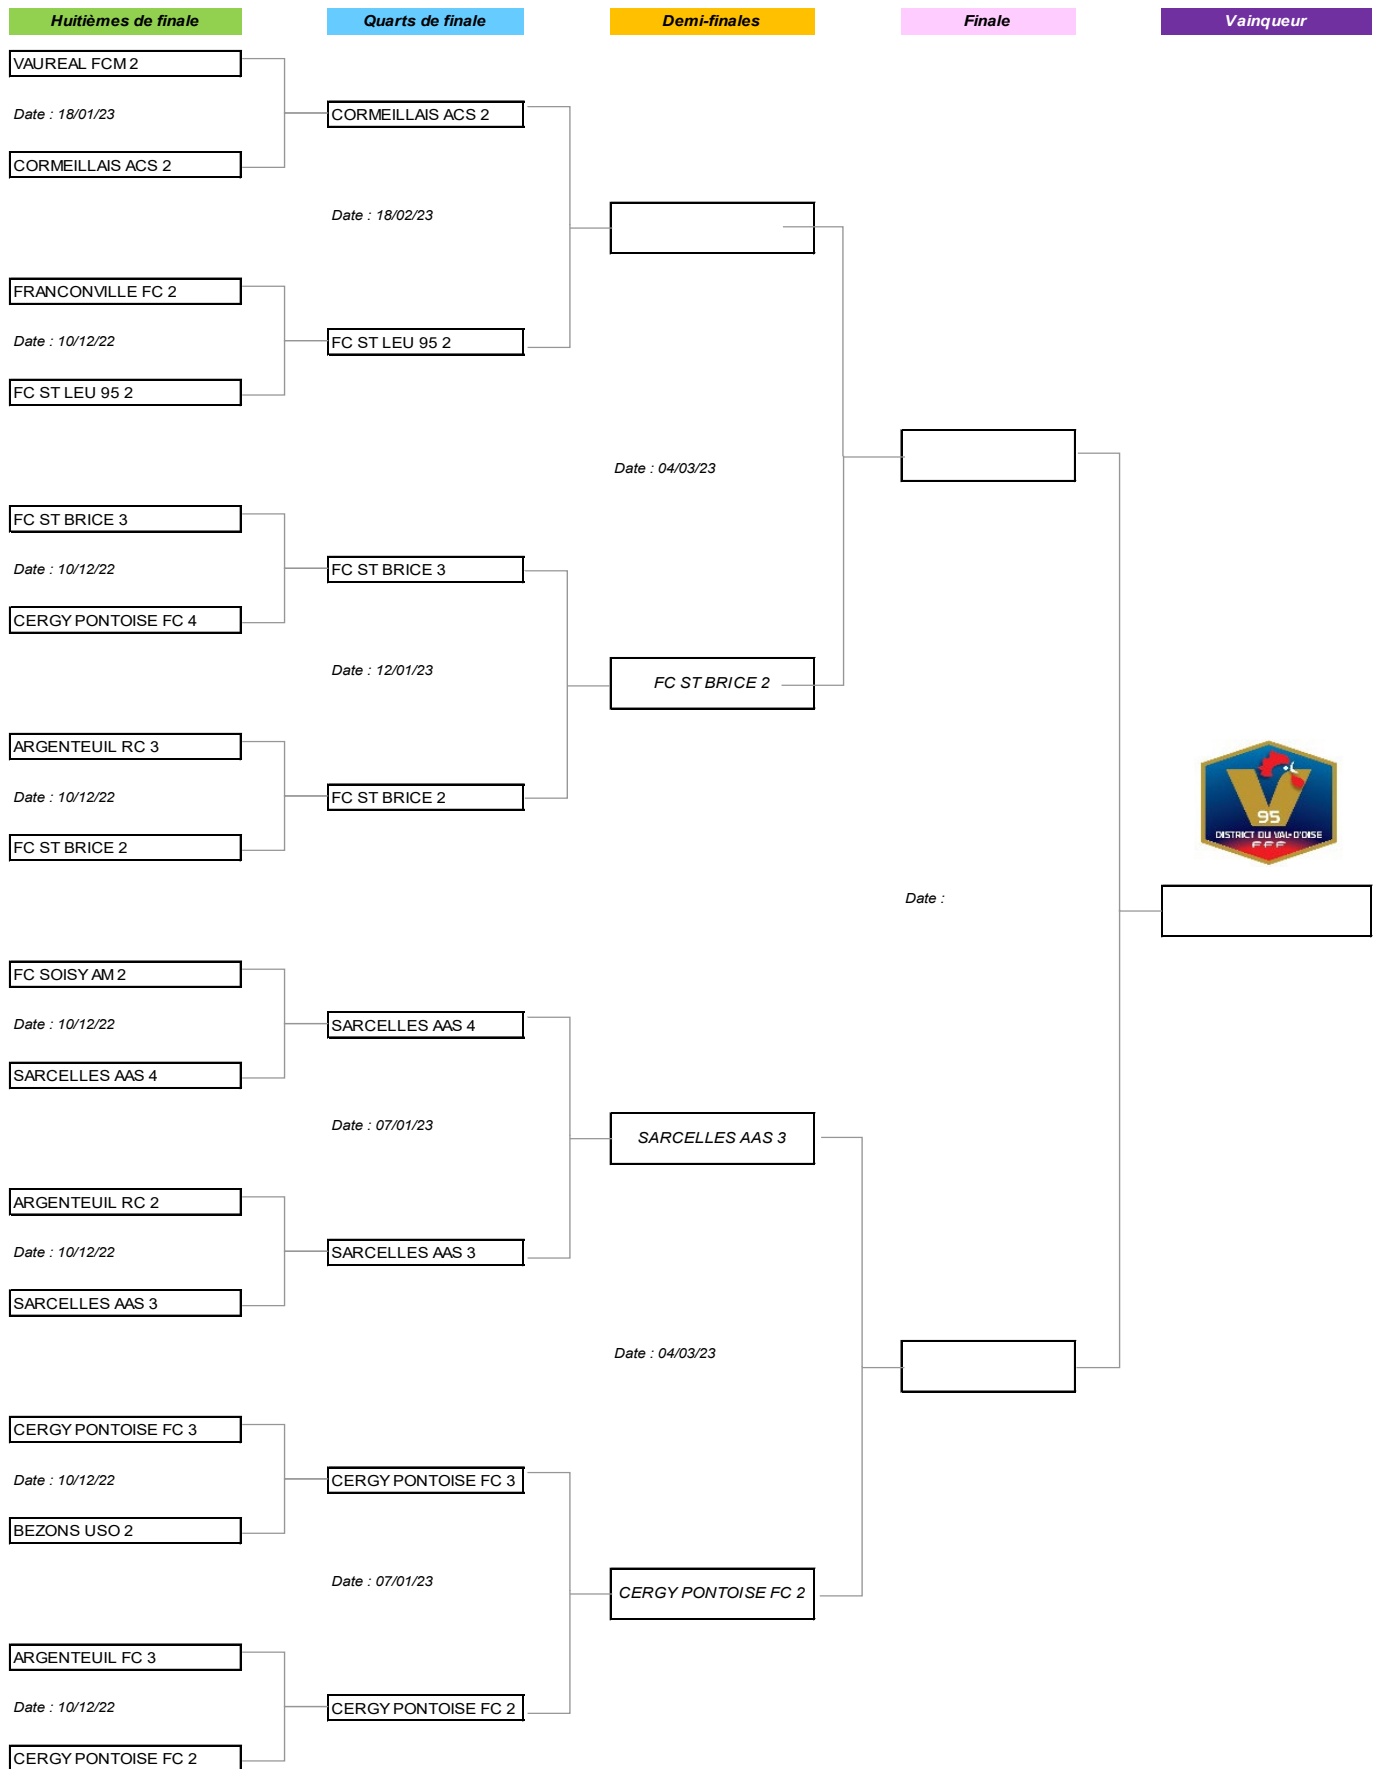 Huitièmes de finale
Quarts de finale
Demi-finales
Finale
Vainqueur
VAUREAL FCM 2
Date : 18/01/23
CORMEILLAIS ACS 2
CORMEILLAIS ACS 2
Date : 18/02/23
FRANCONVILLE FC 2
Date : 10/12/22
FC ST LEU 95 2
FC ST LEU 95 2
Date : 04/03/23
FC ST BRICE 3
Date : 10/12/22
FC ST BRICE 3
CERGY PONTOISE FC 4
Date : 12/01/23
FC ST BRICE 2
ARGENTEUIL RC 3
Date : 10/12/22
FC ST BRICE 2
FC ST BRICE 2
95
DISTRICT DU VAL-D'OISE
FFF
Date :
FC SOISY AM 2
Date : 10/12/22
SARCELLES AAS 4
SARCELLES AAS 4
Date : 07/01/23
SARCELLES AAS 3
ARGENTEUIL RC 2
Date : 10/12/22
SARCELLES AAS 3
SARCELLES AAS 3
Date : 04/03/23
CERGY PONTOISE FC 3
Date : 10/12/22
CERGY PONTOISE FC 3
BEZONS USO 2
Date : 07/01/23
CERGY PONTOISE FC 2
ARGENTEUIL FC 3
Date : 10/12/22
CERGY PONTOISE FC 2
CERGY PONTOISE FC 2